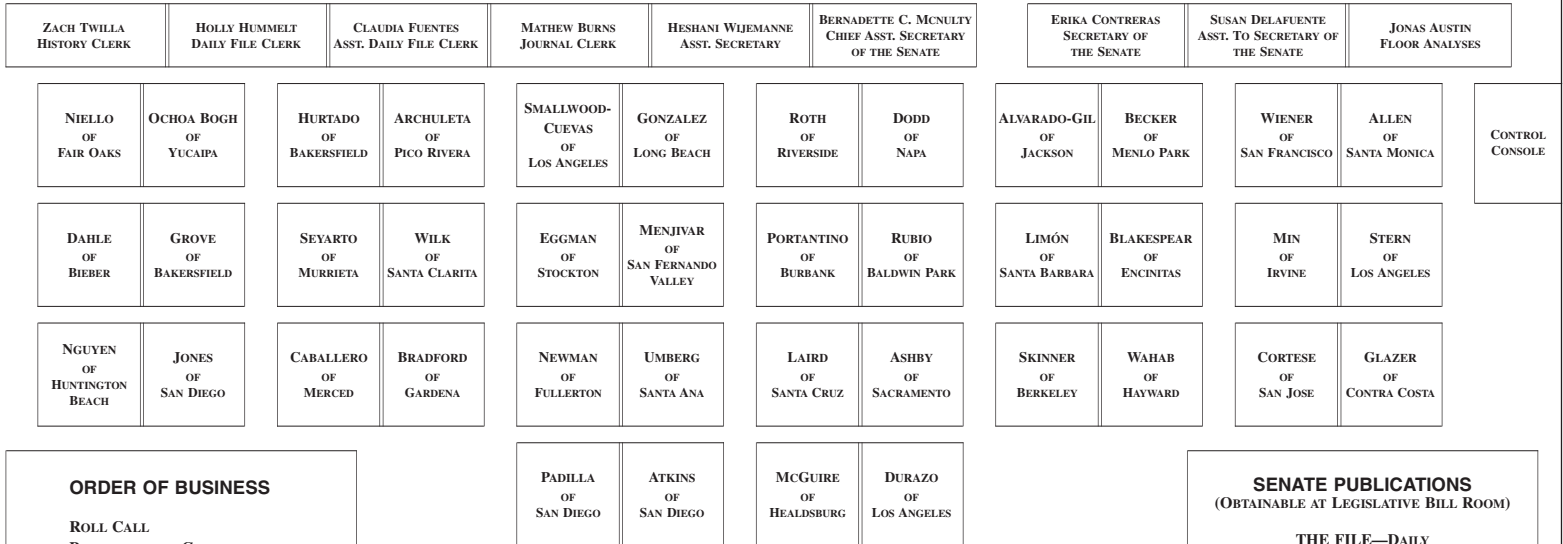 ZACH TWILLA
HISTORY CLERK
HOLLY HUMMELT
DAILY FILE CLERK
CLAUDIA FUENTES
ASST. DAILY FILE CLERK
MATHEW BURNS
JOURNAL CLERK
HESHANI WIJEMANNE
ASST. SECRETARY
BERNADETTE C. MCNULTY
CHIEF ASST. SECRETARY
OF THE SENATE
ERIKA CONTRERAS
SECRETARY OF
THE SENATE
SUSAN DELAFUENTE
ASST. TO SECRETARY OF
THE SENATE
JONAS AUSTIN
FLOOR ANALYSES
NIELLO
OF
FAIR OAKS
OCHOA BOGH
OF
YUCAIPA
HURTADO
OF
BAKERSFIELD
ARCHULETA
OF
PICO RIVERA
SMALLWOOD-
CUEVAS
OF
LOS ANGELES
GONZALEZ
OF
LONG BEACH
ROTH
OF
RIVERSIDE
DODD
OF
NAPA
ALVARADO-GIL
OF
JACKSON
BECKER
OF
MENLO PARK
WIENER
OF
SAN FRANCISCO
ALLEN
OF
SANTA MONICA
CONTROL
CONSOLE
DAHLE
OF
BIEBER
GROVE
OF
BAKERSFIELD
SEYARTO
OF
MURRIETA
WILK
OF
SANTA CLARITA
EGGMAN
OF
STOCKTON
MENJIVAR
OF
SAN FERNANDO
VALLEY
PORTANTINO
OF
BURBANK
RUBIO
OF
BALDWIN PARK
LIMÓN
OF
SANTA BARBARA
BLAKESPEAR
OF
ENCINITAS
MIN
OF
IRVINE
STERN
OF
LOS ANGELES
NGUYEN
OF
HUNTINGTON
BEACH
JONES
OF
SAN DIEGO
CABALLERO
OF
MERCED
BRADFORD
OF
GARDENA
NEWMAN
OF
FULLERTON
UMBERG
OF
SANTA ANA
LAIRD
OF
SANTA CRUZ
ASHBY
OF
SACRAMENTO
SKINNER
OF
BERKELEY
WAHAB
OF
HAYWARD
CORTESE
OF
SAN JOSE
GLAZER
OF
CONTRA COSTA
PADILLA
OF
SAN DIEGO
ATKINS
OF
SAN DIEGO
MCGUIRE
OF
HEALDSBURG
DURAZO
OF
LOS ANGELES
ORDER OF BUSINESS
ROLL CALL
SENATE PUBLICATIONS
(OBTAINABLE AT LEGISLATIVE BILL ROOM)
THE FILE—DAILY